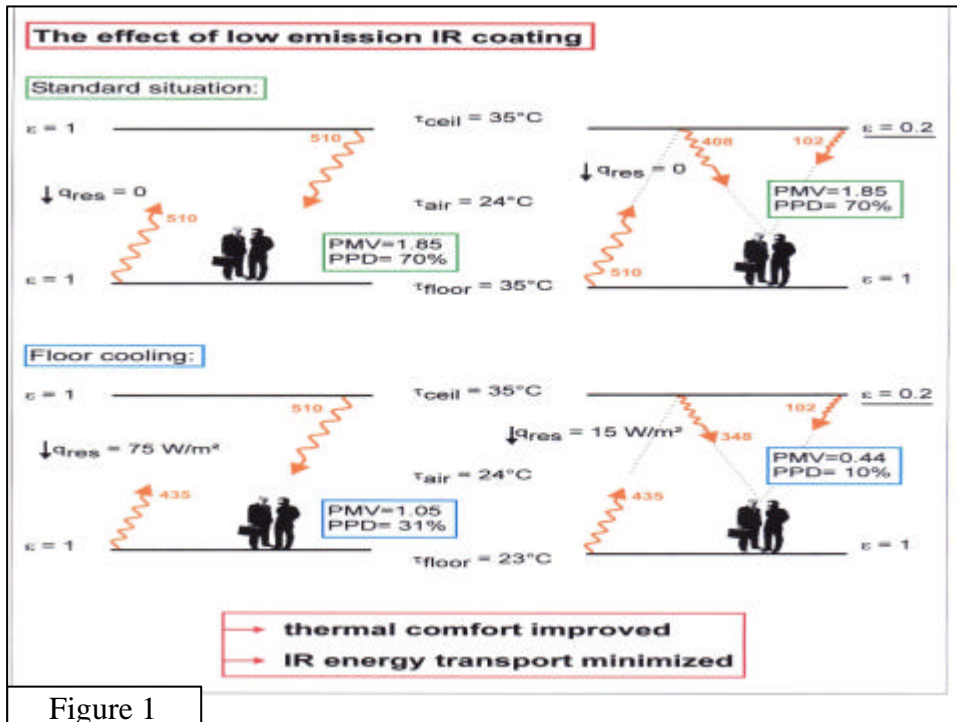 The effect of low emission IR coating
Standard situation:
ε = 1
τceil = 35°C
ε = 0.2
510
408
102
↓ qres = 0
↓ qres = 0
510
τair = 24°C
PMV=1.85
PPD= 70%
PMV=1.85
PPD= 70%
510
ε = 1
τfloor = 35°C
ε = 1
Floor cooling:
ε = 1
τceil = 35°C
ε = 0.2
510
102
↓qres = 75 W/m²
↓qres = 15 W/m²
348
τair = 24°C
PMV=0.44
PPD= 10%
435
435
PMV=1.05
PPD= 31%
ε = 1
τfloor = 23°C
ε = 1
→ thermal comfort improved
→ IR energy transport minimized
Figure 1